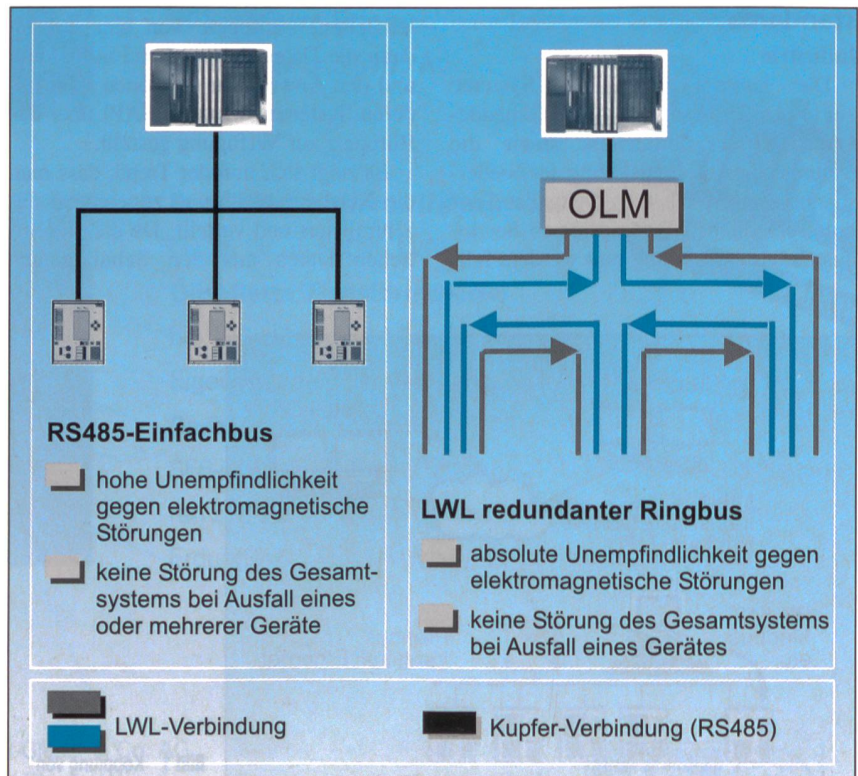 OLM
RS485-Einfachbus
hohe Unempfindlichkeit
gegen elektromagnetische
Störungen
keine Störung des Gesamt-
systems bei Ausfall eines
oder mehrerer Geräte
LWL redundanter Ringbus
absolute Unempfindlichkeit gegen
elektromagnetische Störungen
keine Störung des Gesamtsystems
bei Ausfall eines Gerätes
LWL-Verbindung
Kupfer-Verbindung (RS485)